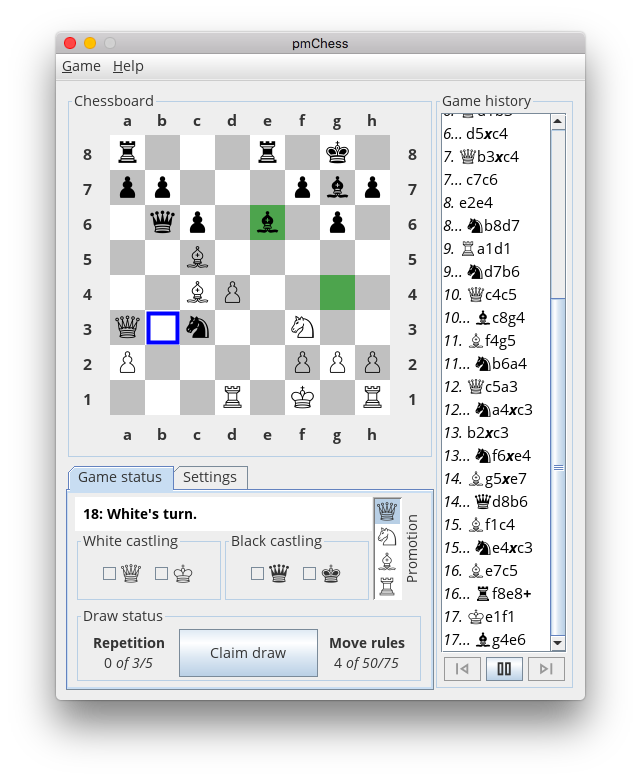 pmChess
Game Help
Chessboard
a b c d e f g h
8 8
7 7
6 6
5 5
4 4
3 3
2 2
1 1
a b c d e f g h
Game status Settings
18: White's turn.
White castling
Black castling
Promotion
Draw status
Repetition
0 of 3/5
Claim draw
Move rules
4 of 50/75
Game history
6... d5xc4
7. ♕b3xc4
7... c7c6
8. e2e4
8... ♞b8d7
9. ♖a1d1
9... ♞d7b6
10. ♕c4c5
10... ♝c8g4
11. ♗f4g5
11... ♞b6a4
12. ♕c5a3
12... ♞a4xc3
13. b2xc3
13... ♞f6xe4
14. ♗g5xe7
14... ♛d8b6
15. ♗f1c4
15... ♞e4xc3
16. ♗e7c5
16... ♜f8e8+
17. ♔e1f1
17... ♝g4e6